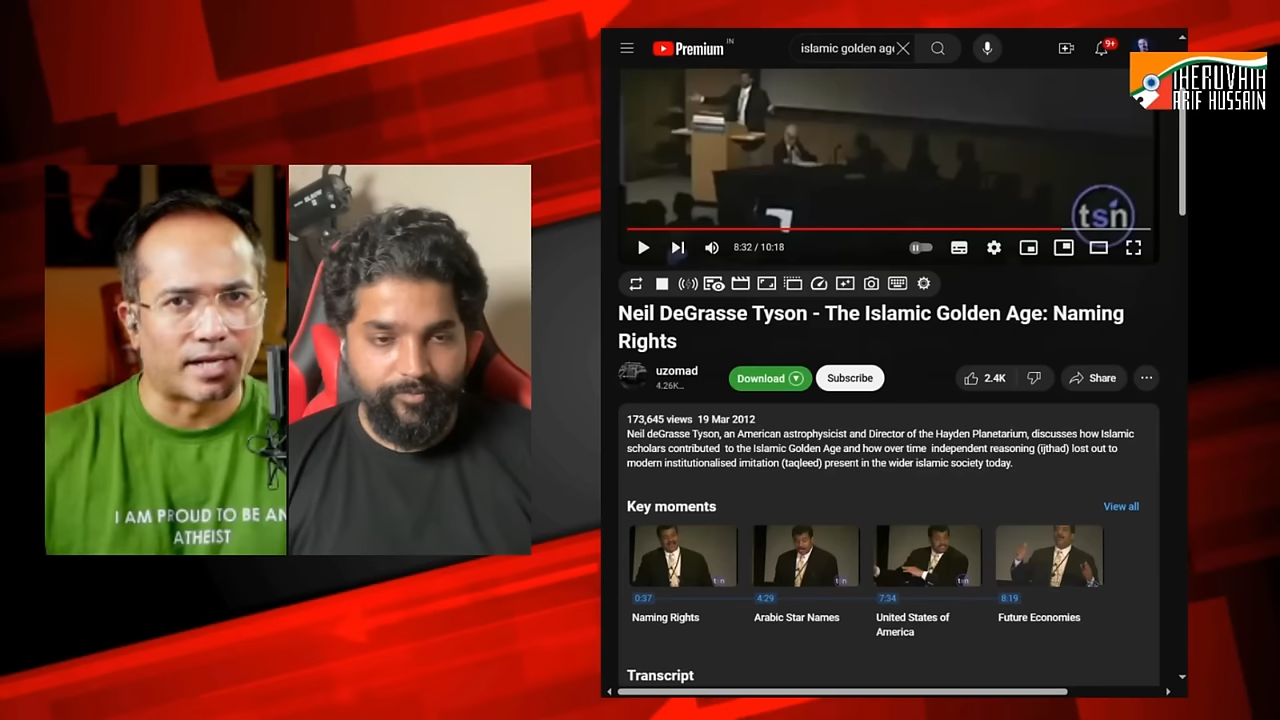 Premium
IN
islamic golden age
9+
THERUVATH
ARIF HUSSAIN
tsn
8:32 / 10:18
Neil DeGrasse Tyson - The Islamic Golden Age: Naming
Rights
uzomad
4.26K...
Download
Subscribe
2.4K
Share
173,645 views 19 Mar 2012
Neil deGrasse Tyson, an American astrophysicist and Director of the Hayden Planetarium, discusses how Islamic
scholars contributed to the Islamic Golden Age and how over time independent reasoning (ijthad) lost out to
modern institutionalised imitation (taqleed) present in the wider islamic society today.
Key moments
View all
tsn
tsn
tsn
0:37
4:29
7:34
8:19
Naming Rights
Arabic Star Names
United States of
America
Future Economies
Transcript
I AM PROUD TO BE AN
ATHEIST